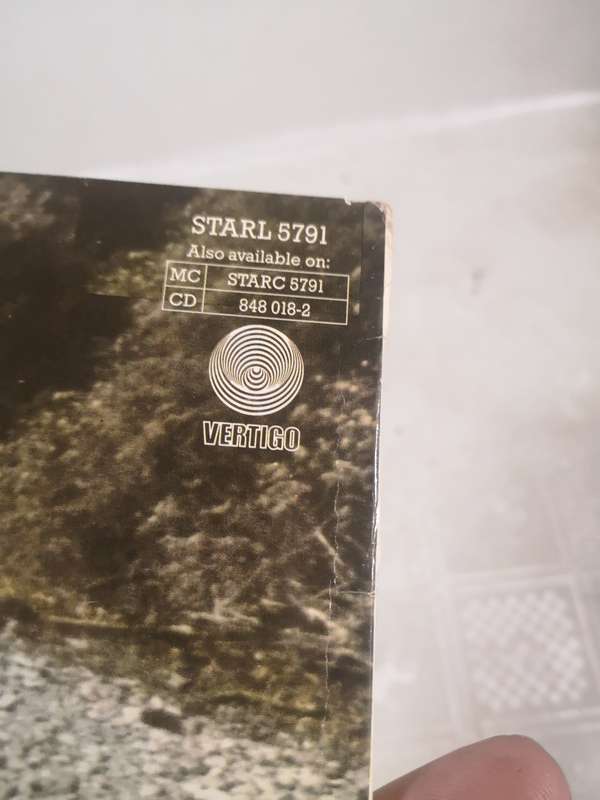 STARL 5791
Also available on:
MC STARC 5791
CD 848 018-2
VERTIGO